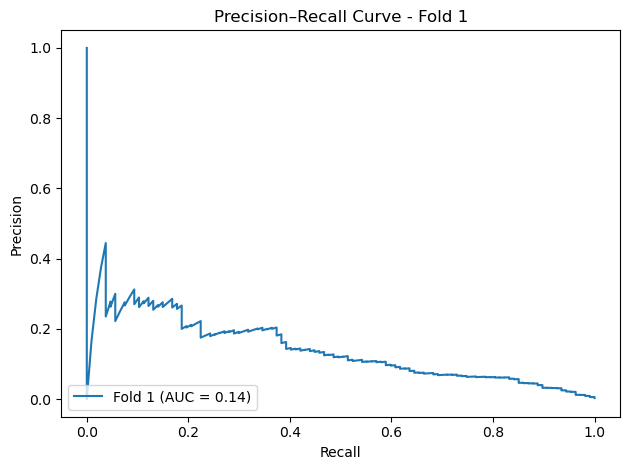 Precision–Recall Curve - Fold 1
Precision
1.0
0.8
0.6
0.4
0.2
0.0
Fold 1 (AUC = 0.14)
0.0 0.2 0.4 0.6 0.8 1.0
Recall